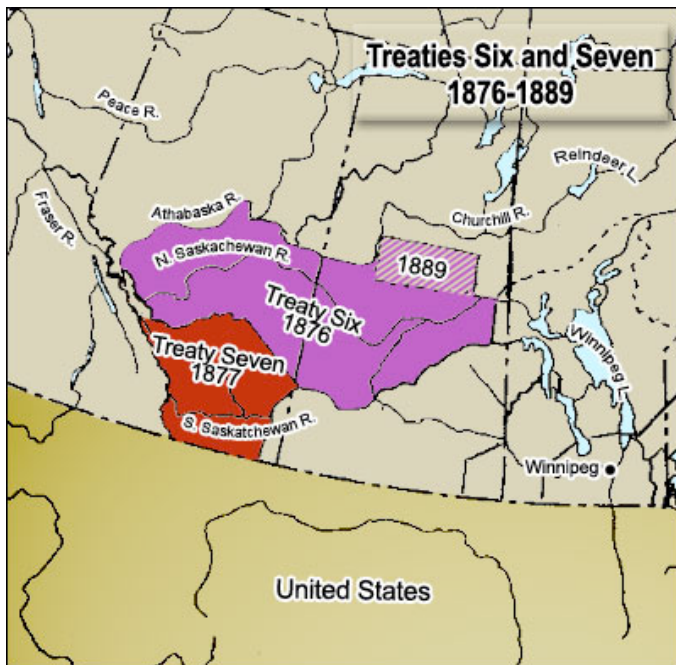 Treaties Six and Seven
1876-1889
Peace R.
Reindeer L.
Athabaska R.
Churchill R.
Fraser R.
N. Saskachewan R.
1889
Treaty Six
1876
Winnipeg L.
Treaty Seven
1877
S. Saskatchewan R.
Winnipeg
United States